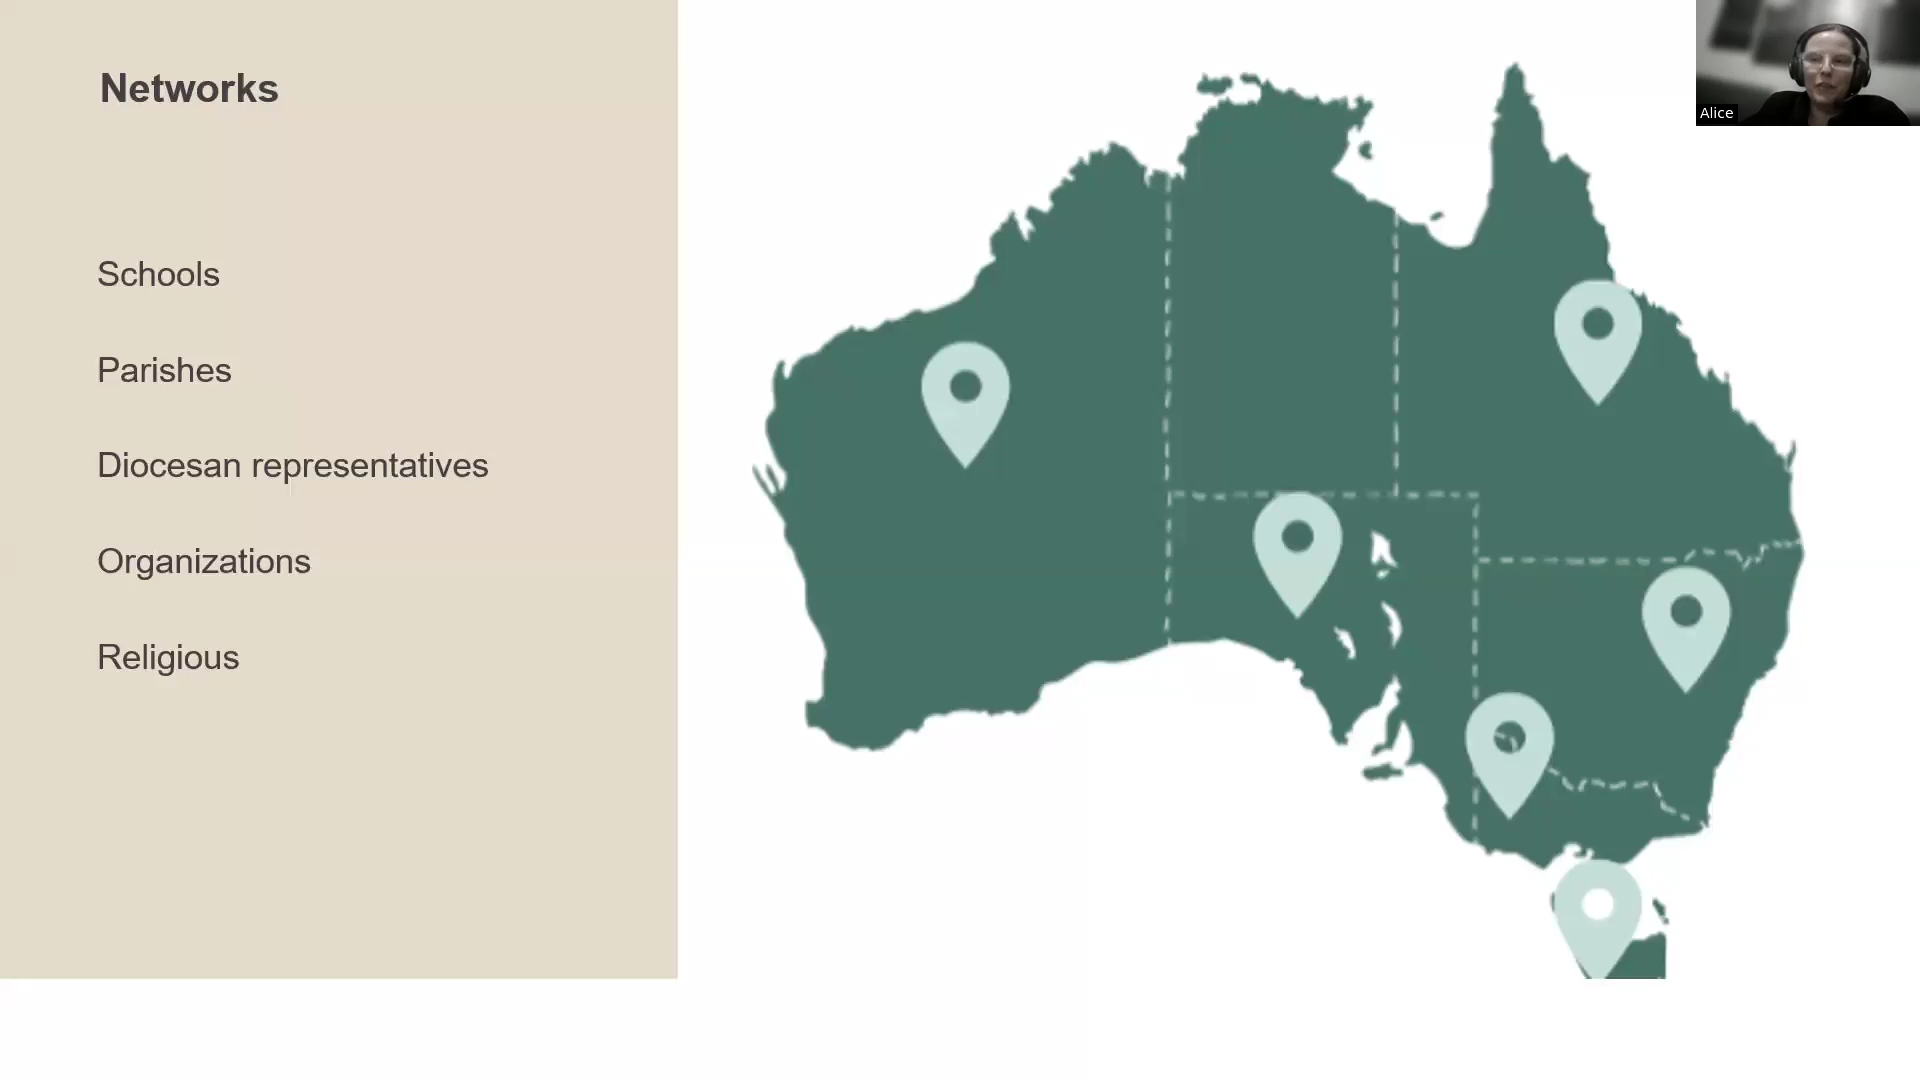 Networks
Schools
Parishes
Diocesan representatives
Organizations
Religious
Alice